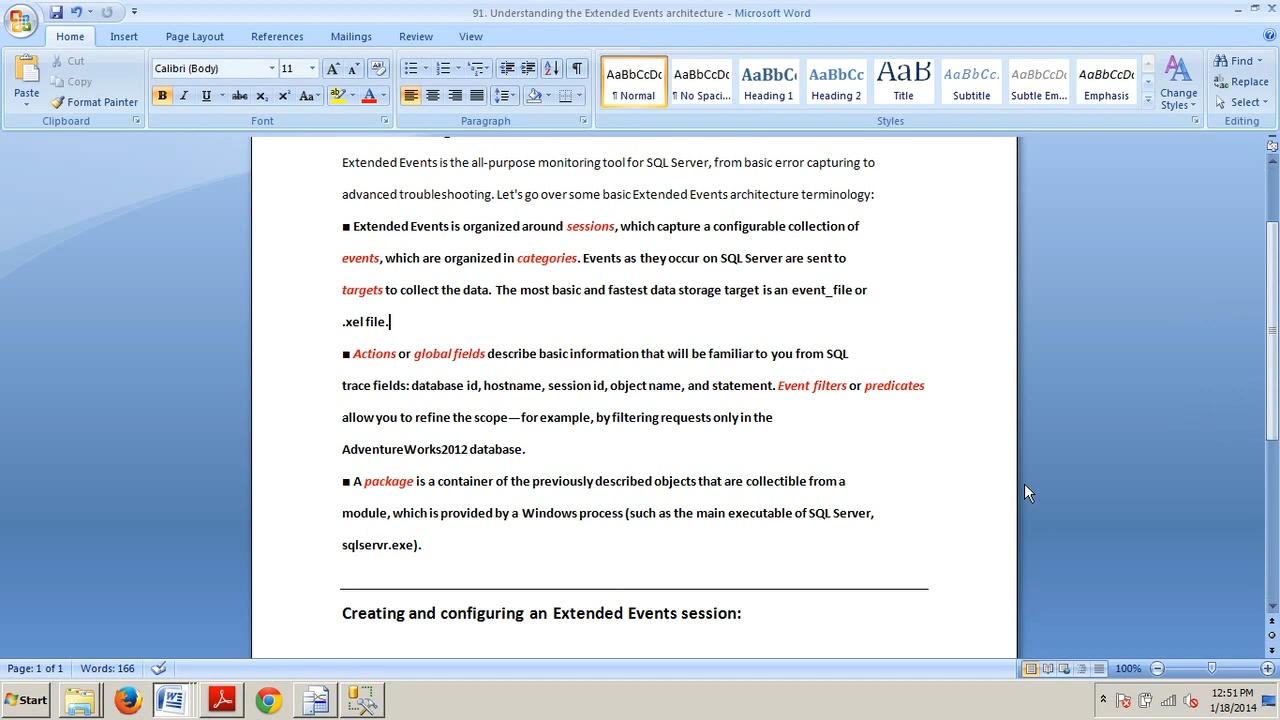 91. Understanding the Extended Events architecture - Microsoft Word
Home Insert Page Layout References Mailings Review View
Paste Cut Copy Format Painter
Calibri (Body) 11
B I U abc X₂ X² Aa A
AaBbCcDc AaBbCcDc AaBbC AaBbCc AaB AaBbCc. AaBbCcDc AaBbCcDc
¶ Normal ¶ No Spaci... Heading 1 Heading 2 Title Subtitle Subtle Em... Emphasis
Change Styles
Find Replace Select
Clipboard Font Paragraph Styles Editing
Extended Events is the all-purpose monitoring tool for SQL Server, from basic error capturing to
advanced troubleshooting. Let's go over some basic Extended Events architecture terminology:
■ Extended Events is organized around sessions, which capture a configurable collection of
events, which are organized in categories. Events as they occur on SQL Server are sent to
targets to collect the data. The most basic and fastest data storage target is an event_file or
.xel file.
■ Actions or global fields describe basic information that will be familiar to you from SQL
trace fields: database id, hostname, session id, object name, and statement. Event filters or predicates
allow you to refine the scope—for example, by filtering requests only in the
AdventureWorks2012 database.
■ A package is a container of the previously described objects that are collectible from a
module, which is provided by a Windows process (such as the main executable of SQL Server,
sqlservr.exe).
Creating and configuring an Extended Events session:
Page: 1 of 1 Words: 166 100%
Start 12:51 PM
1/18/2014